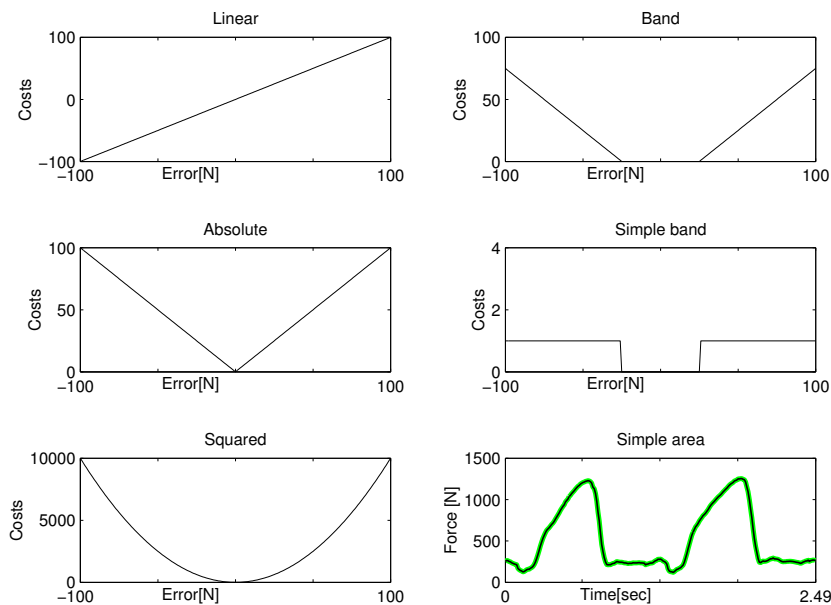 Linear
100
0
−100
Costs
−100
Error[N]
100
Band
100
50
0
Costs
−100
Error[N]
100
Absolute
100
50
0
Costs
−100
Error[N]
100
Simple band
4
2
0
Costs
−100
Error[N]
100
Squared
10000
5000
0
Costs
−100
Error[N]
100
Simple area
1500
1000
500
0
Force [N]
0
Time[sec]
2.49